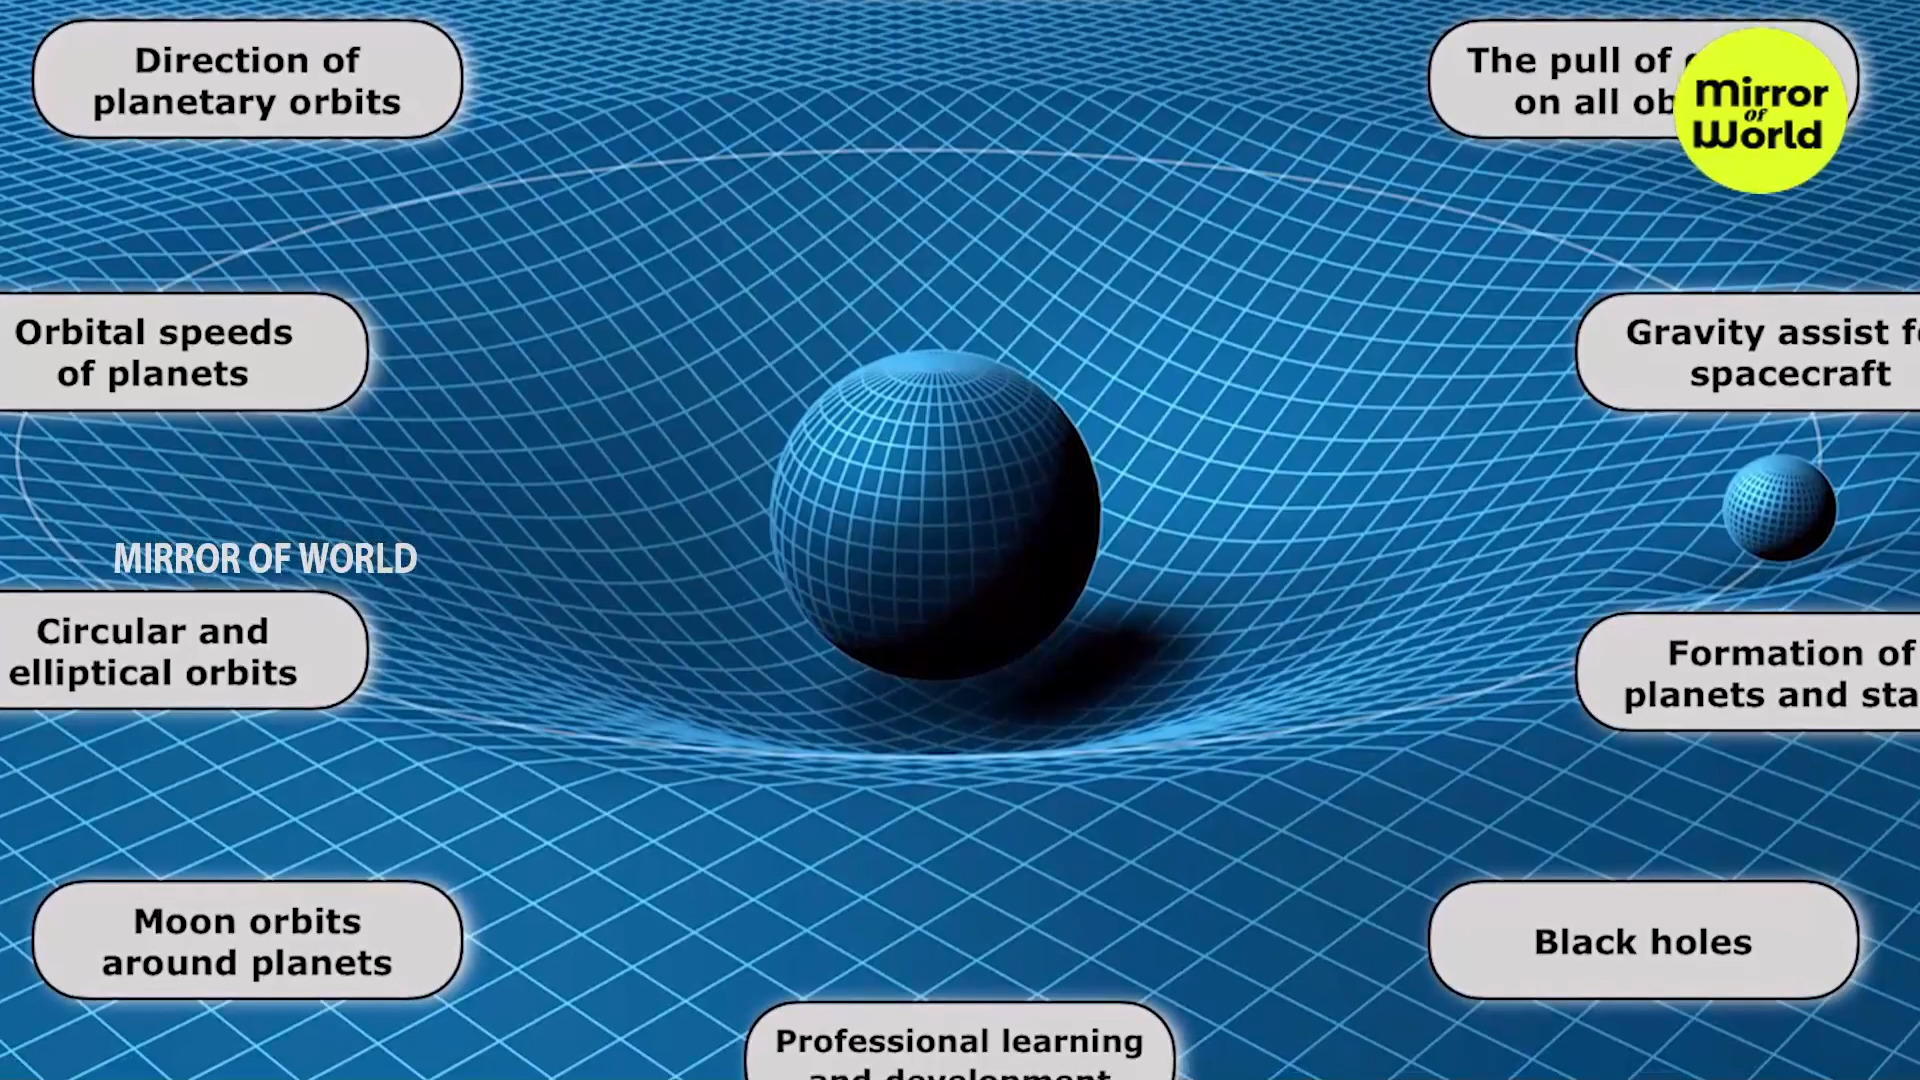 Direction of
planetary orbits
The pull of
on all
mirror
of
World
Orbital speeds
of planets
Gravity assist
spacecraft
MIRROR OF WORLD
Circular and
elliptical orbits
Formation of
planets and
Moon orbits
around planets
Black holes
Professional learning
and development